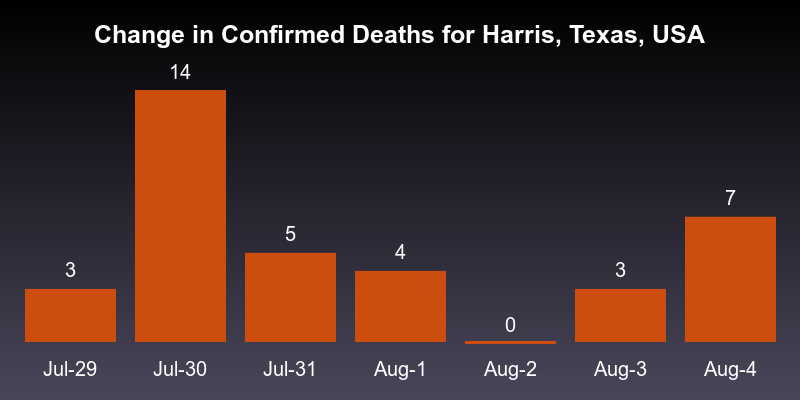 Change in Confirmed Deaths for Harris, Texas, USA
3 14 5 4 0 3 7
Jul-29 Jul-30 Jul-31 Aug-1 Aug-2 Aug-3 Aug-4